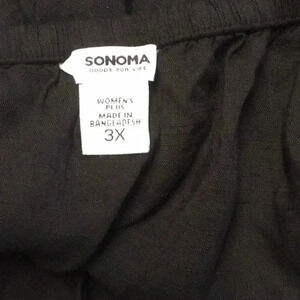 SONOMA
GOODS FOR LIFE
WOMEN'S
PLUS
MADE IN
BANGLADESH
3X